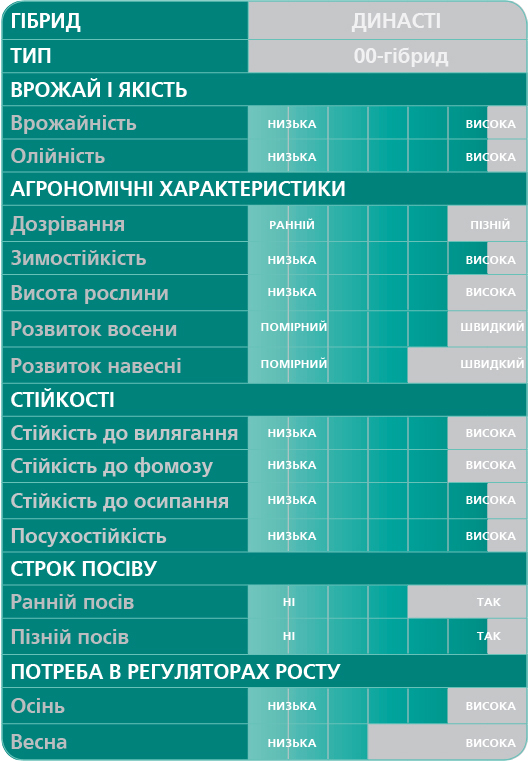 ГІБРИД ДИНАСТІ
ТИП 00-гібрид
ВРОЖАЙ І ЯКІСТЬ
Врожайність НИЗЬКА ВИСОКА
Олійність НИЗЬКА ВИСОКА
АГРОНОМІЧНІ ХАРАКТЕРИСТИКИ
Дозрівання РАННІЙ ПІЗНІЙ
Зимостійкість НИЗЬКА ВИСОКА
Висота рослини НИЗЬКА ВИСОКА
Розвиток восени ПОМІРНИЙ ШВИДКИЙ
Розвиток навесні ПОМІРНИЙ ШВИДКИЙ
СТІЙКОСТІ
Стійкість до вилягання НИЗЬКА ВИСОКА
Стійкість до фомозу НИЗЬКА ВИСОКА
Стійкість до осипання НИЗЬКА ВИСОКА
Посухостійкість НИЗЬКА ВИСОКА
СТРОК ПОСІВУ
Ранній посів НІ ТАК
Пізній посів НІ ТАК
ПОТРЕБА В РЕГУЛЯТОРАХ РОСТУ
Осінь НИЗЬКА ВИСОКА
Весна НИЗЬКА ВИСОКА